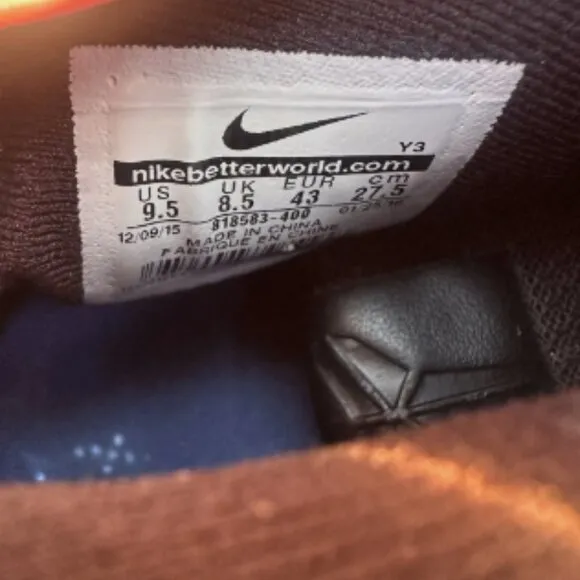 Y3
nikebetterworld.com
US UK EUR cm
9.5 8.5 43 27.5
818583-400
12/09/15
MADE IN CHINA
FABRIQUE EN CHINE